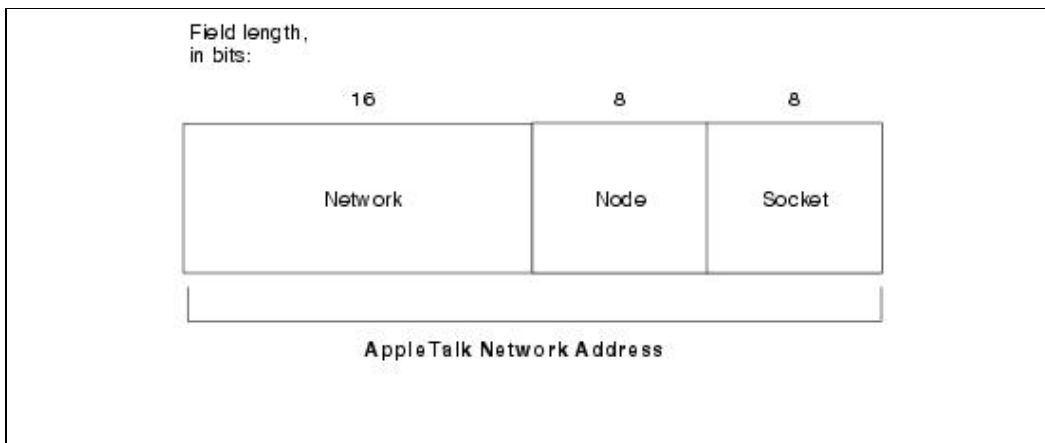 Field length,
in bits:
16 8 8
Network Node Socket
AppleTalk Network Address